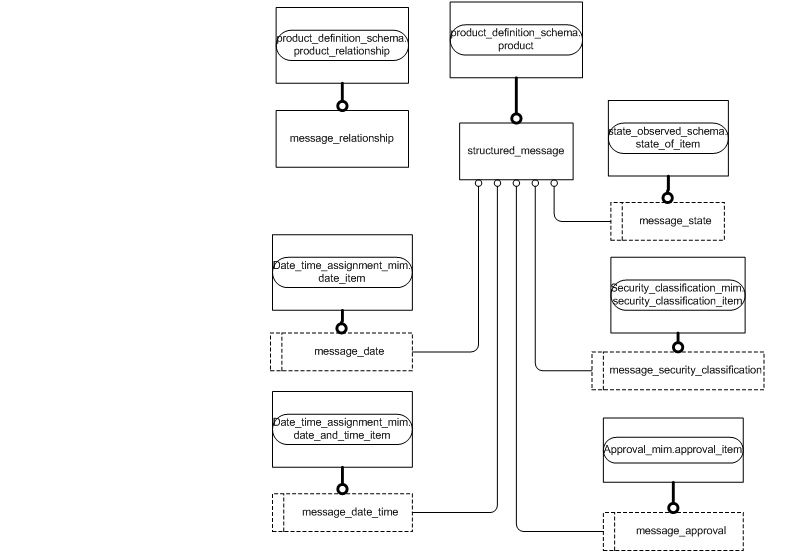 product_definition_schema.
product_relationship
message_relationship
product_definition_schema.
product
structured_message
state_observed_schema.
state_of_item
message_state
Date_time_assignment_mim.
date_item
message_date
Security_classification_mim.
security_classification_item
message_security_classification
Date_time_assignment_mim.
date_and_time_item
message_date_time
Approval_mim.approval_item
message_approval